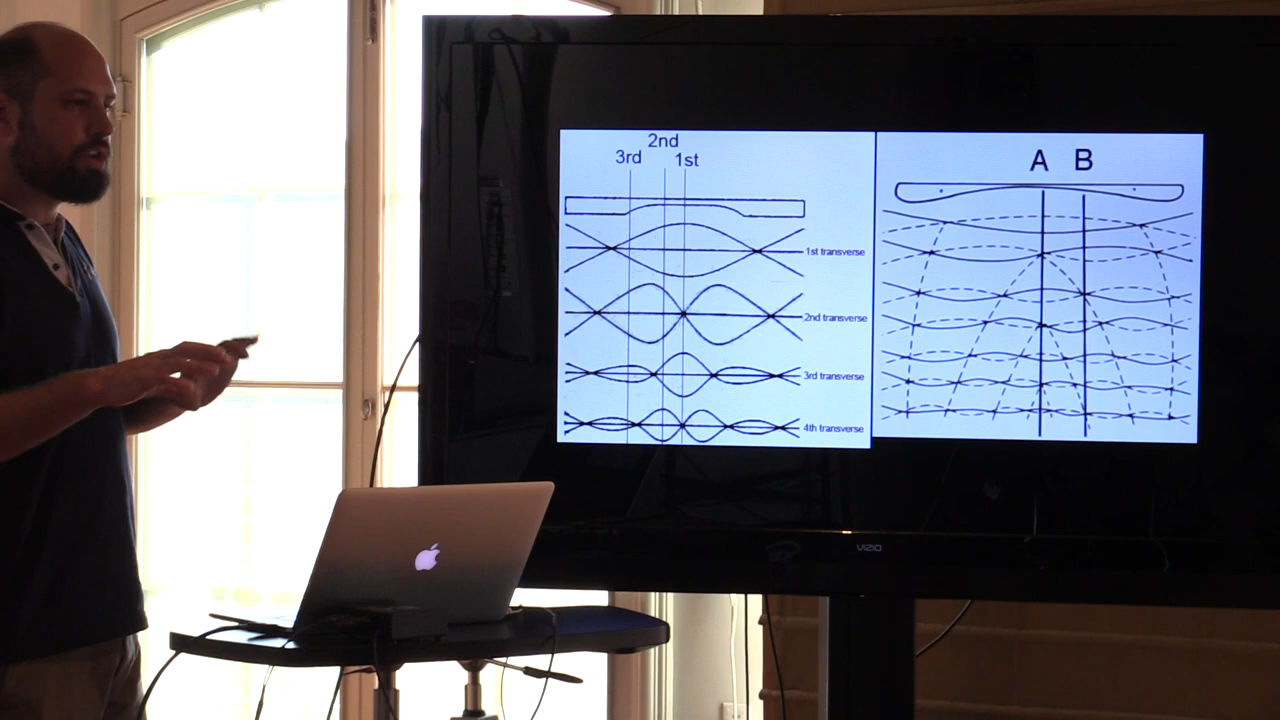 2nd
3rd
1st
1st transverse
2nd transverse
3rd transverse
4th transverse
A B
VIZIO